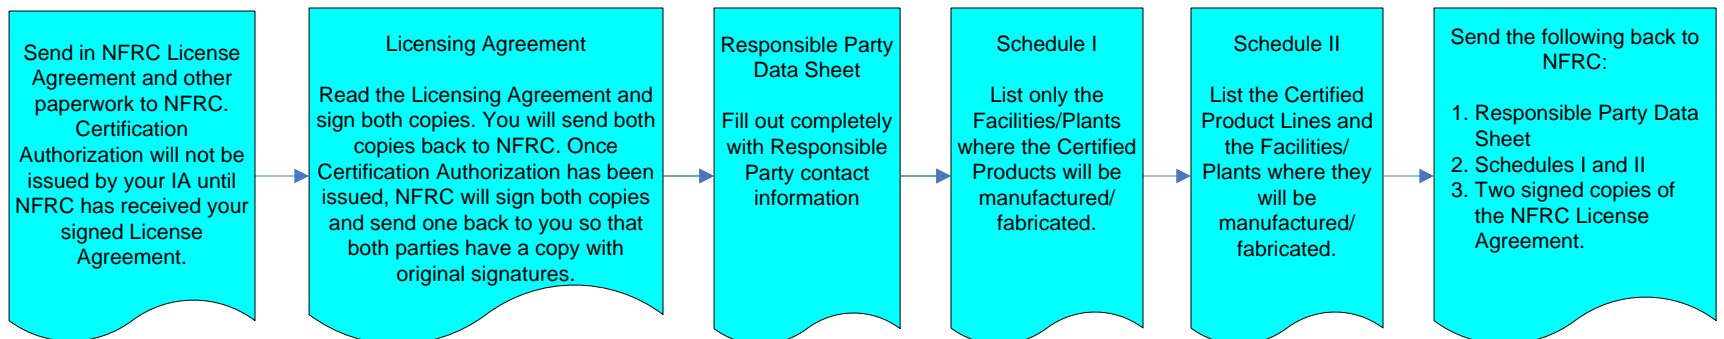 Send in NFRC License
Agreement and other
paperwork to NFRC.
Certification
Authorization will not be
issued by your IA until
NFRC has received your
signed License
Agreement.
Licensing Agreement
Read the Licensing Agreement and
sign both copies. You will send both
copies back to NFRC. Once
Certification Authorization has been
issued, NFRC will sign both copies
and send one back to you so that
both parties have a copy with
original signatures.
Responsible Party
Data Sheet
Fill out completely
with Responsible
Party contact
information
Schedule I
List only the
Facilities/Plants
where the Certified
Products will be
manufactured/
fabricated.
Schedule II
List the Certified
Product Lines and
the Facilities/
Plants where they
will be
manufactured/
fabricated.
Send the following back to
NFRC:
1. Responsible Party Data
Sheet
2. Schedules I and II
3. Two signed copies of
the NFRC License
Agreement.